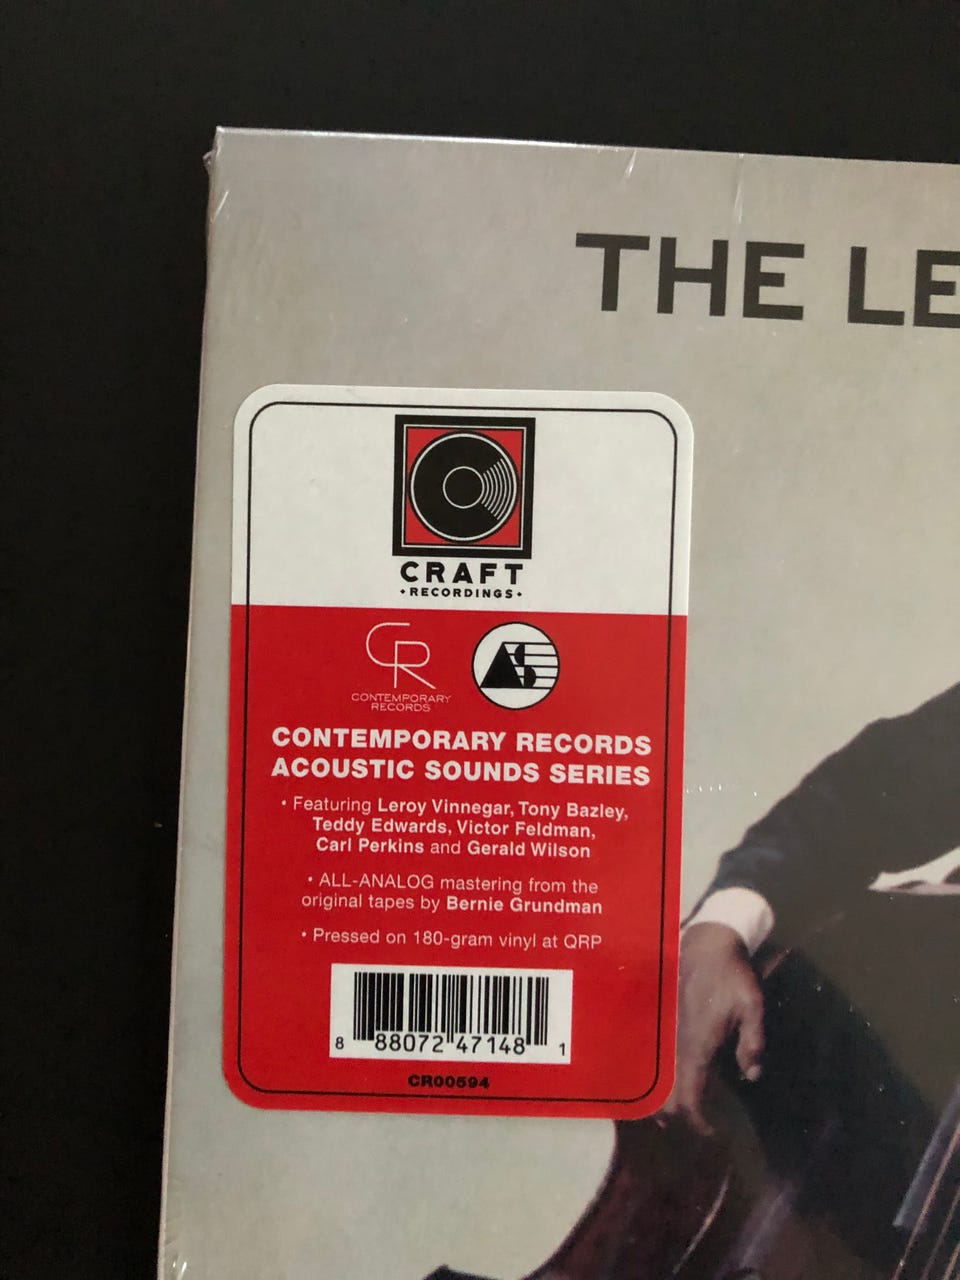 THE LE
CRAFT
•RECORDINGS•
CR
AS
CONTEMPORARY
RECORDS
CONTEMPORARY RECORDS
ACOUSTIC SOUNDS SERIES
• Featuring Leroy Vinnegar, Tony Bazley,
Teddy Edwards, Victor Feldman,
Carl Perkins and Gerald Wilson
• ALL-ANALOG mastering from the
original tapes by Bernie Grundman
• Pressed on 180-gram vinyl at QRP
8 88072 47148 1
CR00594